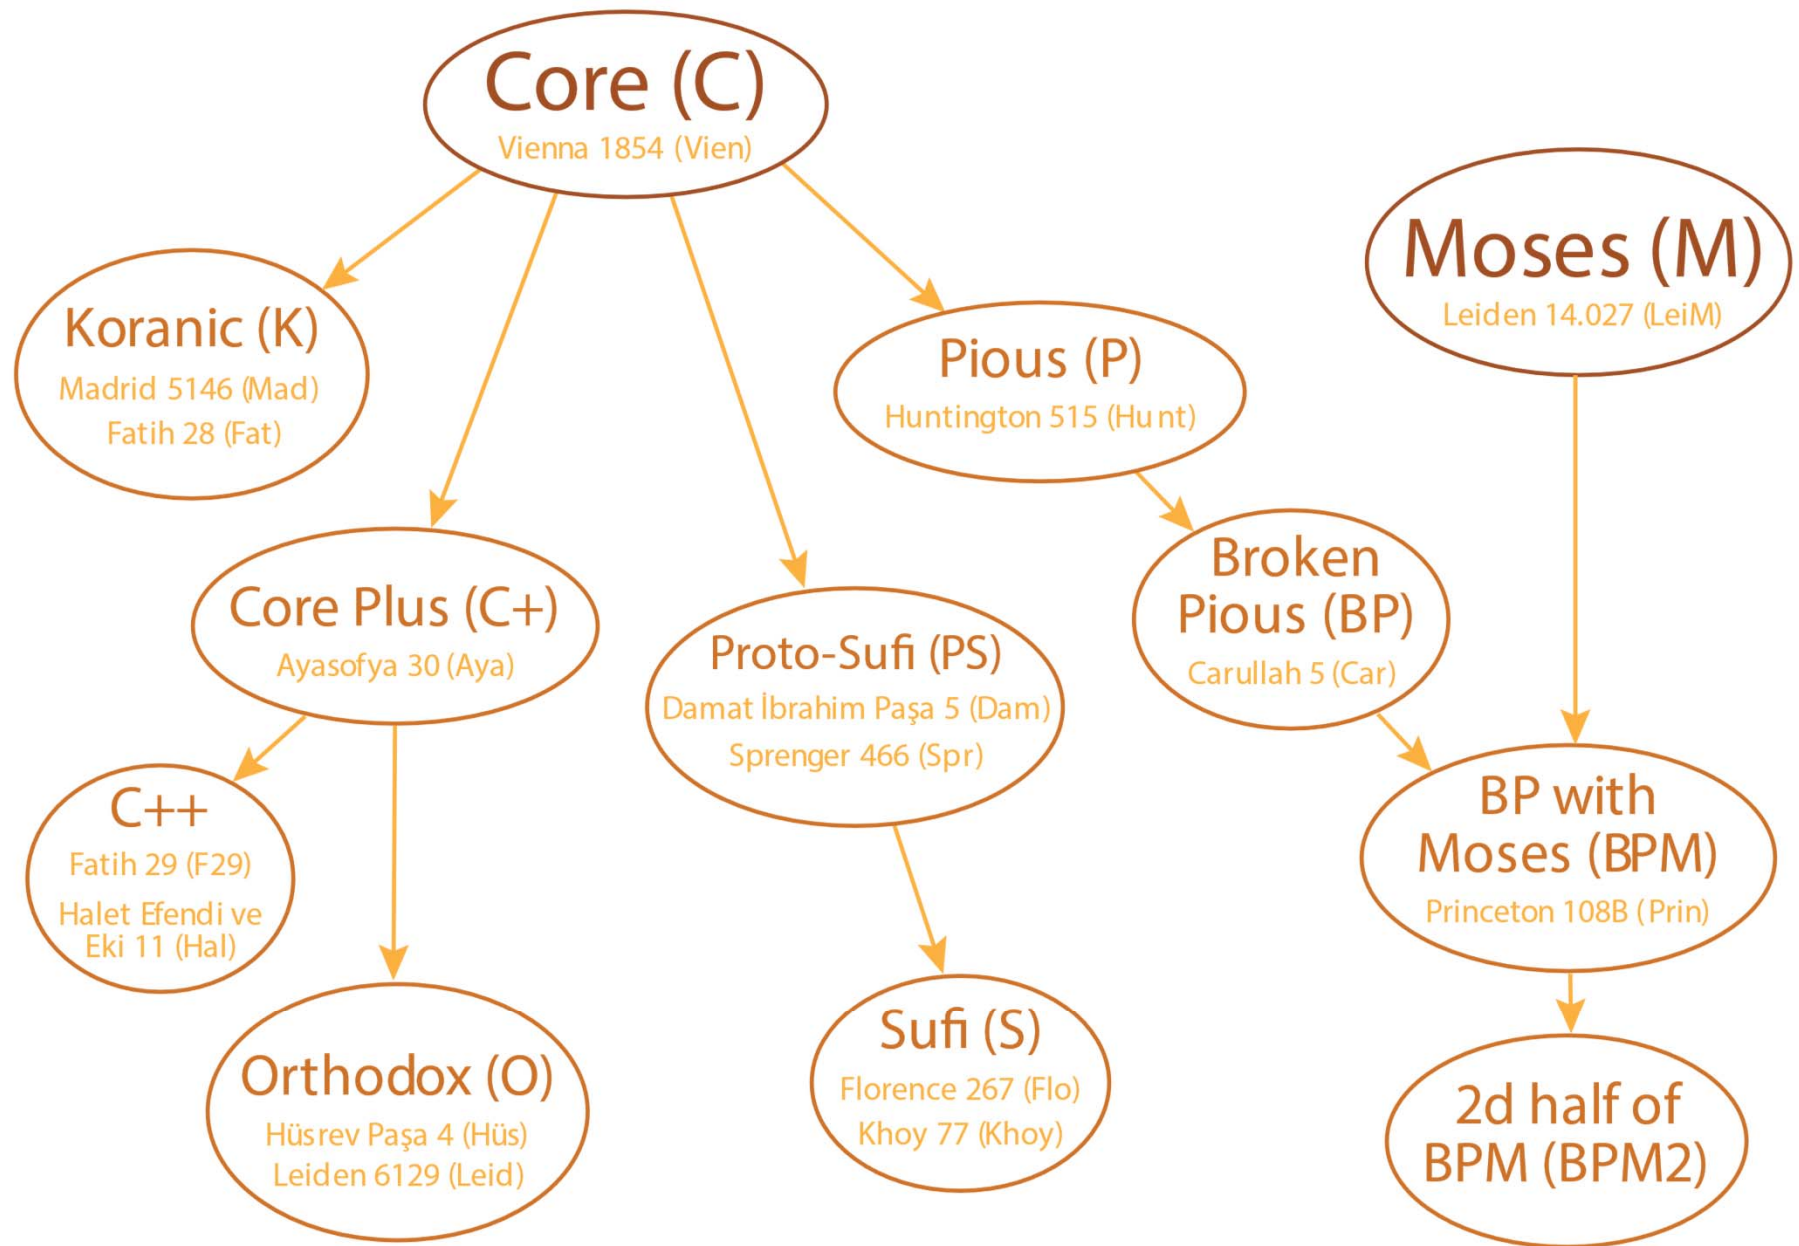 Core (C)
Vienna 1854 (Vien)
Moses (M)
Leiden 14.027 (LeiM)
Koranic (K)
Madrid 5146 (Mad)
Fatih 28 (Fat)
Pious (P)
Huntington 515 (Hunt)
Core Plus (C+)
Ayasofya 30 (Aya)
Proto-Sufi (PS)
Damat İbrahim Paşa 5 (Dam)
Sprenger 466 (Spr)
Broken
Pious (BP)
Carullah 5 (Car)
C++
Fatih 29 (F29)
Halet Efendi ve
Eki 11 (Hal)
BP with
Moses (BPM)
Princeton 108B (Prin)
Orthodox (O)
Hüsrev Paşa 4 (Hüs)
Leiden 6129 (Leid)
Sufi (S)
Florence 267 (Flo)
Khoy 77 (Khoy)
2d half of
BPM (BPM2)